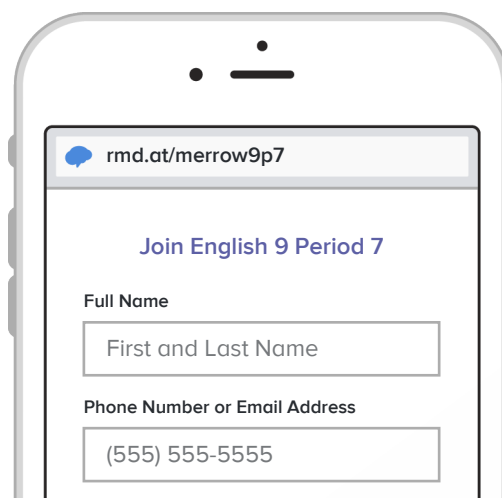 rmd.at/merrow9p7
Join English 9 Period 7
Full Name
First and Last Name
Phone Number or Email Address
(555) 555-5555